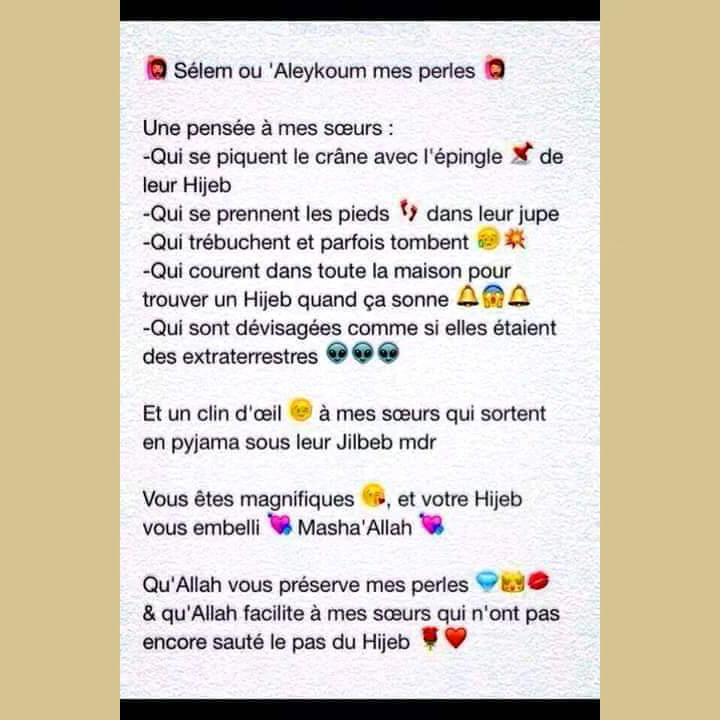 🙋 Sélem ou 'Aleykoum mes perles 🙋
Une pensée à mes sœurs :
-Qui se piquent le crâne avec l'épingle 📌 de
leur Hijeb
-Qui se prennent les pieds 👣 dans leur jupe
-Qui trébuchent et parfois tombent 😥💥
-Qui courent dans toute la maison pour
trouver un Hijeb quand ça sonne 🔔😱🔔
-Qui sont dévisagées comme si elles étaient
des extraterrestres 👽👽👽
Et un clin d'œil 😉 à mes sœurs qui sortent
en pyjama sous leur Jilbeb mdr
Vous êtes magnifiques 😘, et votre Hijeb
vous embelli 💘 Masha'Allah 💘
Qu'Allah vous préserve mes perles 💎👸💋
& qu'Allah facilite à mes sœurs qui n'ont pas
encore sauté le pas du Hijeb 🌹❤️